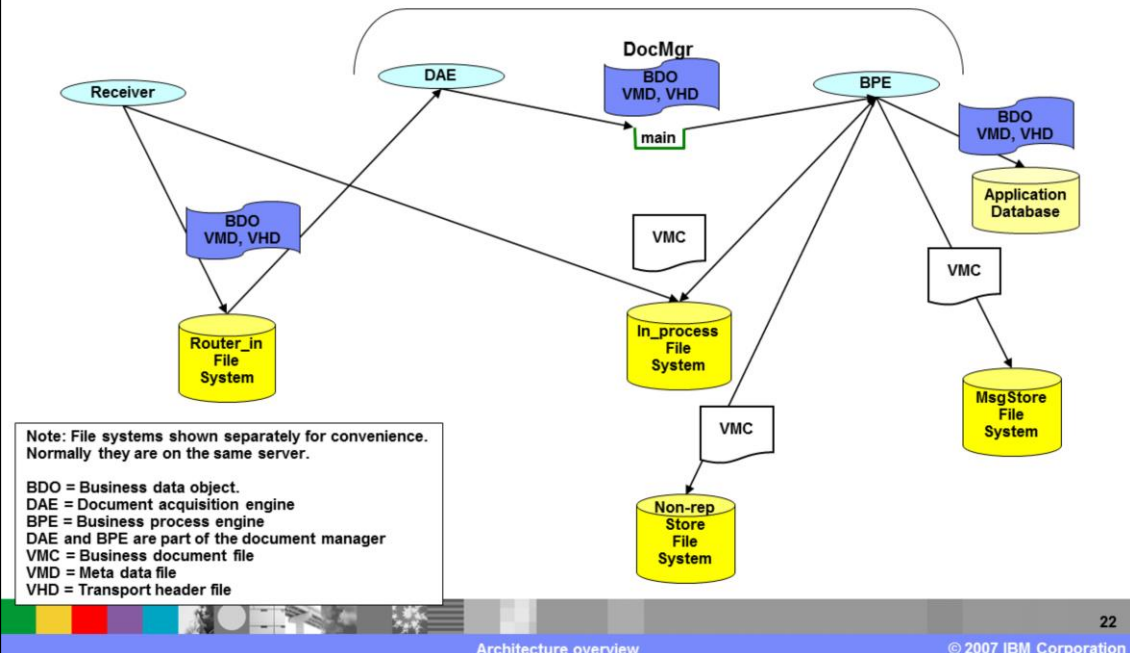 DocMgr
BDO
VMD, VHD
DAE
BPE
Receiver
main
BDO
VMD, VHD
Application
Database
BDO
VMD, VHD
VMC
VMC
Router_in
File
System
In_process
File
System
MsgStore
File
System
VMC
Non-rep
Store
File
System
Note: File systems shown separately for convenience.
Normally they are on the same server.
BDO = Business data object.
DAE = Document acquisition engine
BPE = Business process engine
DAE and BPE are part of the document manager
VMC = Business document file
VMD = Meta data file
VHD = Transport header file
22
Architecture overview
© 2007 IBM Corporation